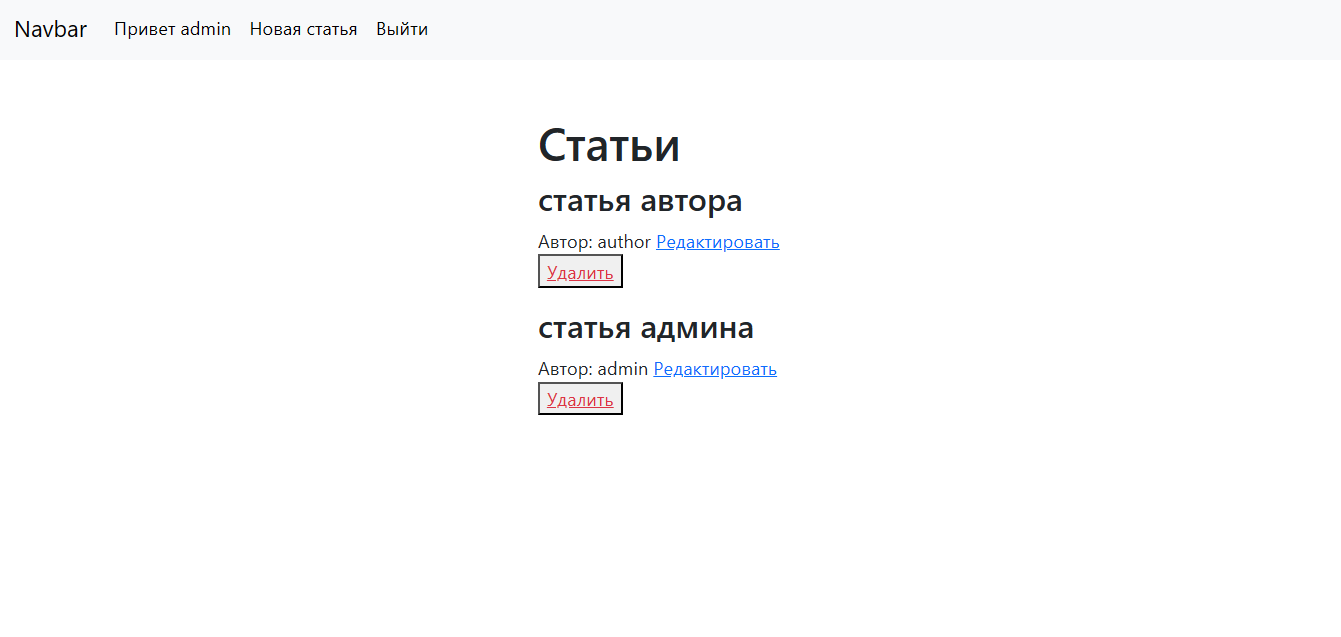 Navbar Привет admin Новая статья Выйти
Статьи
статья автора
Автор: author Редактировать
Удалить
статья админа
Автор: admin Редактировать
Удалить